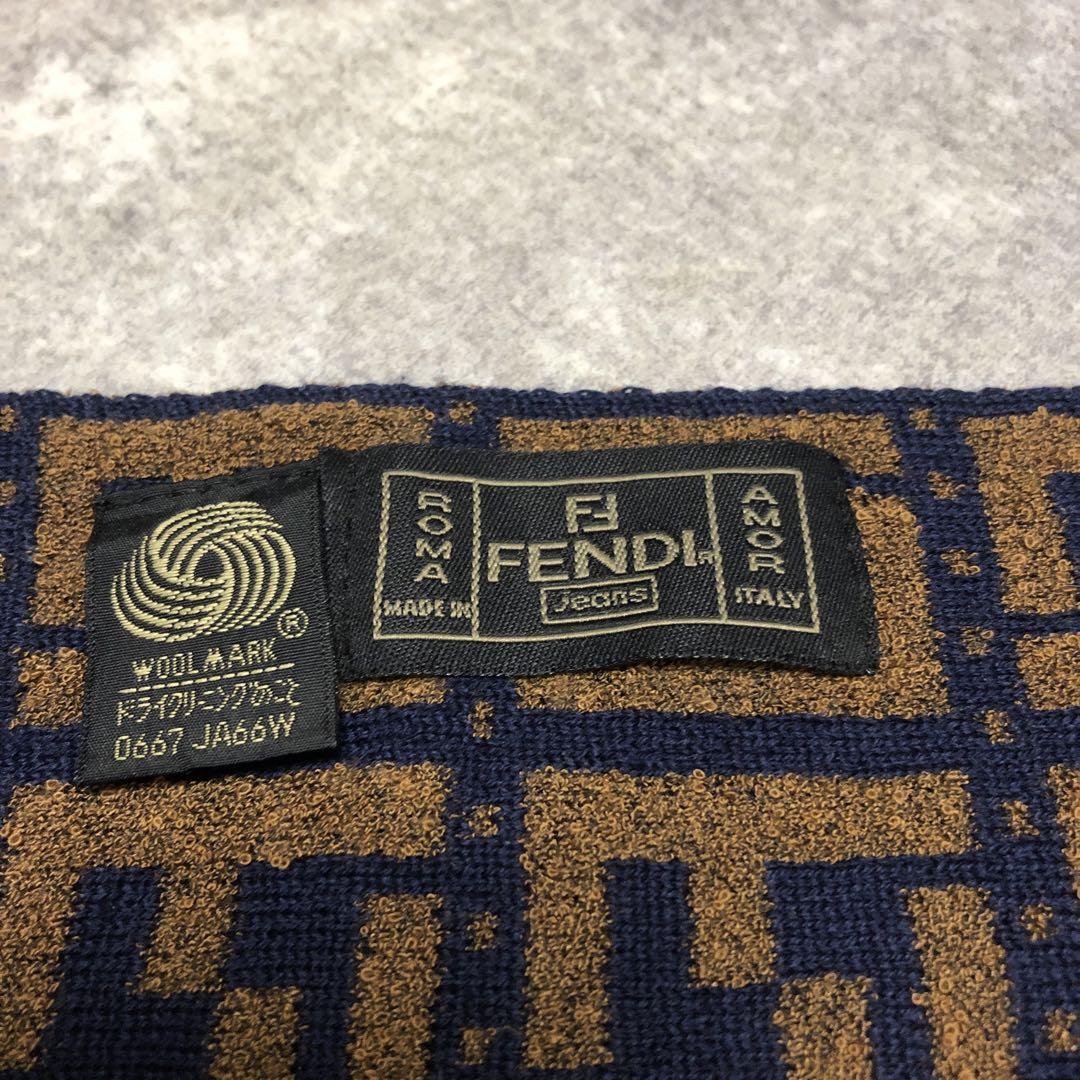 WOOLMARK ®
ドライクリーニングのこと
0667 JA66W
ROMA
MADE IN
FF
FENDI
Jeans
AMOR
ITALY